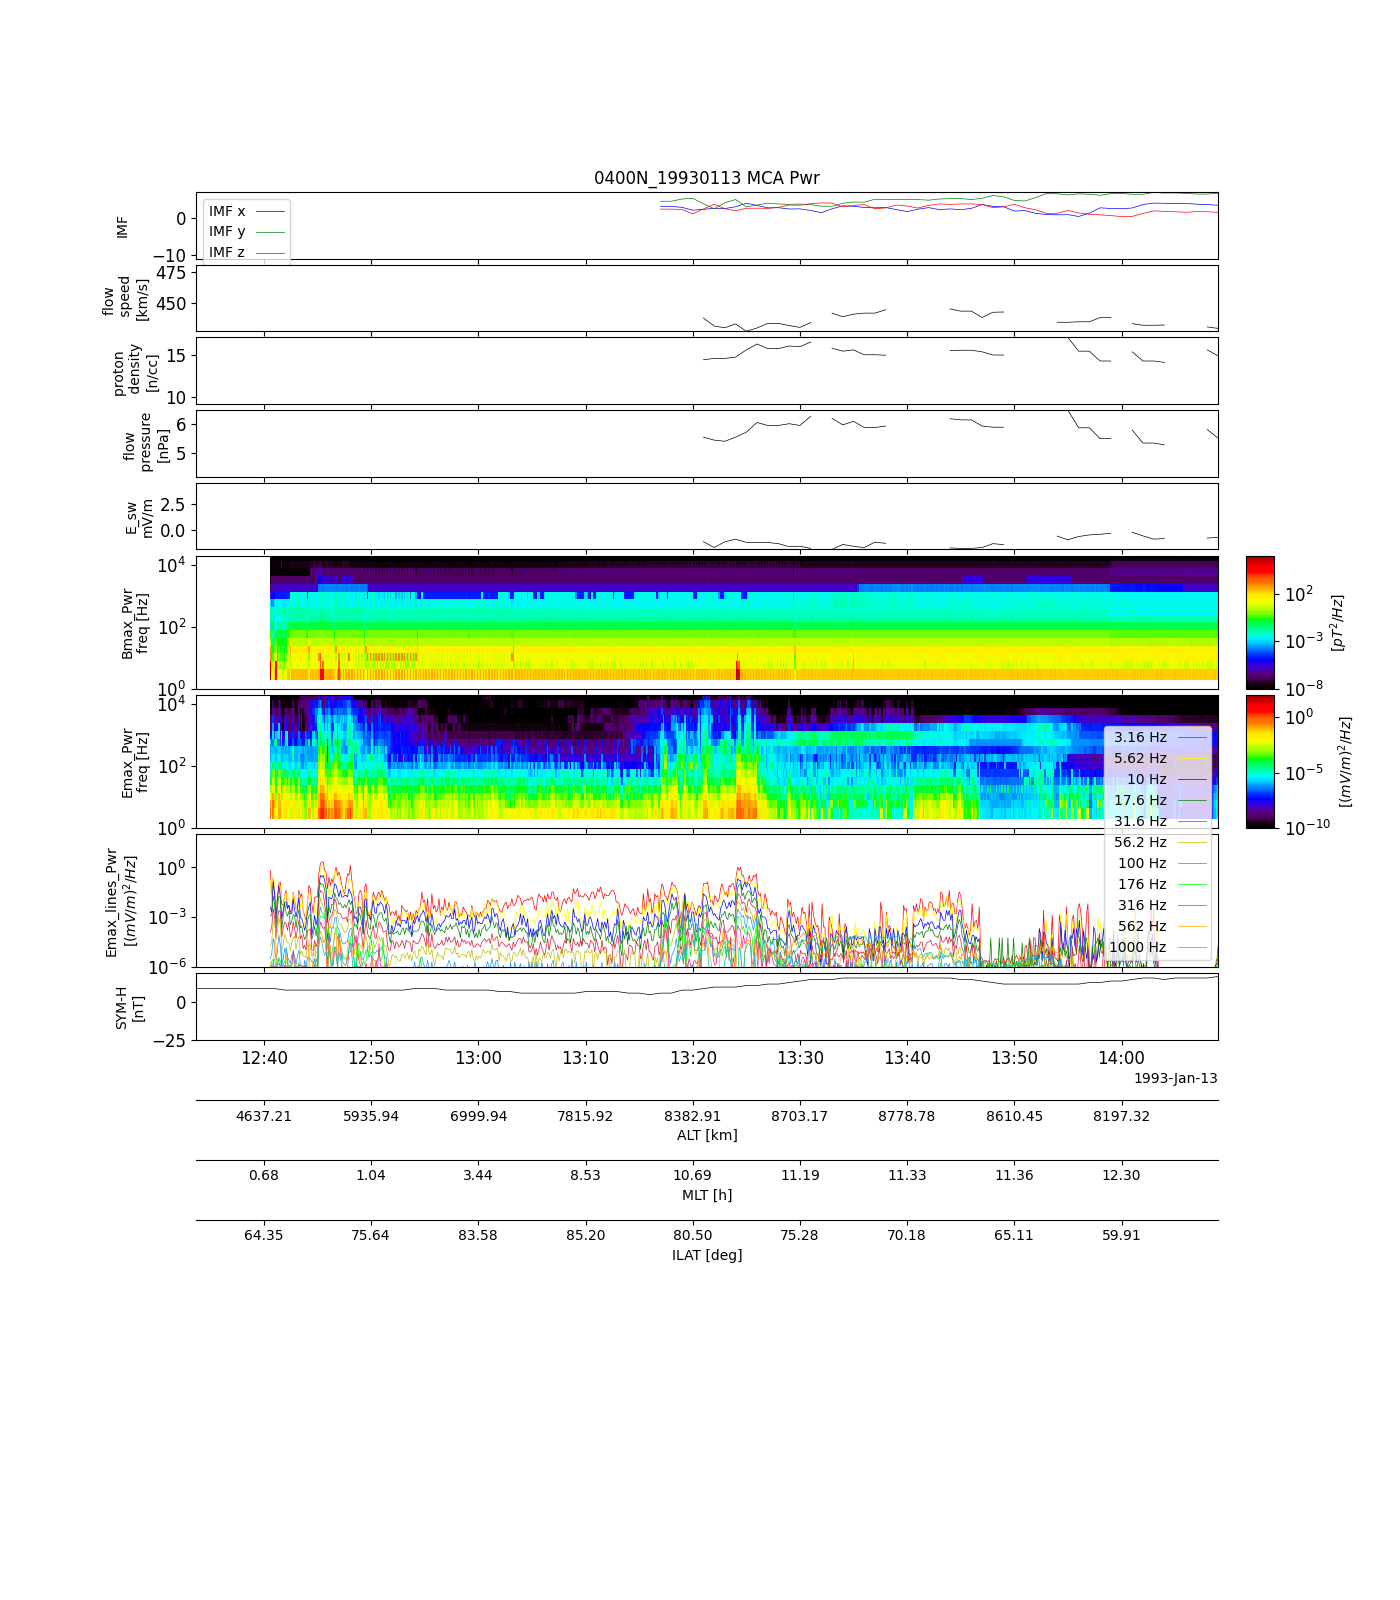 0400N_19930113 MCA Pwr
IMF
0
−10
IMF x
IMF y
IMF z
flow
speed
[km/s]
475
450
proton
density
[n/cc]
15
10
flow
pressure
[nPa]
6
5
E_sw
mV/m
2.5
0.0
Bmax_Pwr
freq [Hz]
10^4
10^2
10^0
10^2
10^−3
10^−8
[pT^2/Hz]
Emax_Pwr
freq [Hz]
10^4
10^2
10^0
10^0
10^−5
10^−10
[(mV/m)^2/Hz]
3.16 Hz
5.62 Hz
10 Hz
17.6 Hz
31.6 Hz
56.2 Hz
100 Hz
176 Hz
316 Hz
562 Hz
1000 Hz
Emax_lines_Pwr
[(mV/m)^2/Hz]
10^0
10^−3
10^−6
SYM-H
[nT]
0
−25
12:40 12:50 13:00 13:10 13:20 13:30 13:40 13:50 14:00
1993-Jan-13
4637.21 5935.94 6999.94 7815.92 8382.91 8703.17 8778.78 8610.45 8197.32
ALT [km]
0.68 1.04 3.44 8.53 10.69 11.19 11.33 11.36 12.30
MLT [h]
64.35 75.64 83.58 85.20 80.50 75.28 70.18 65.11 59.91
ILAT [deg]